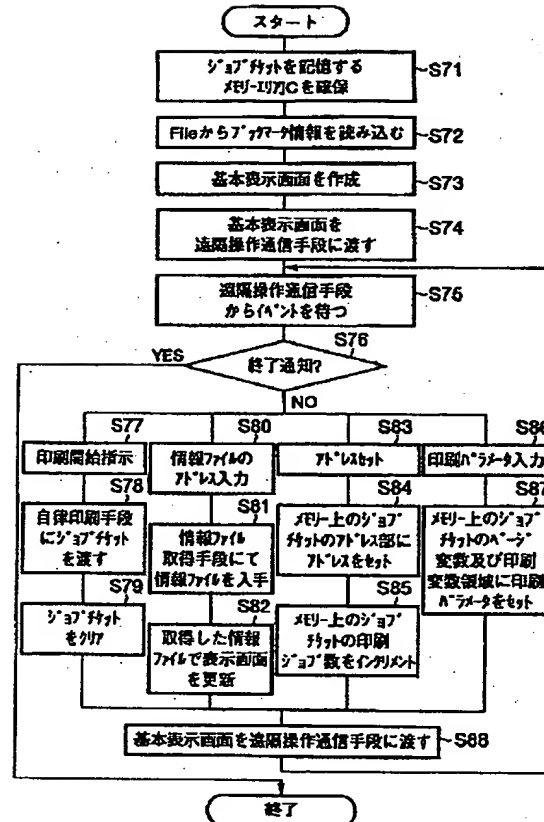 スタート
ジョブチケットを記憶する
メモリーエリアCを確保
S71
Fileからブックマーク情報を読み込む
S72
基本表示画面を作成
S73
基本表示画面を
遠隔操作通信手段に渡す
S74
遠隔操作通信手段
からイベントを待つ
S75
S76
YES
終了通知?
NO
S77
印刷開始指示
S78
自律印刷手段
にジョブチケット
を渡す
S79
ジョブチケット
をクリア
S80
情報ファイルの
アドレス入力
S81
情報ファイル
取得手段にて
情報ファイルを入手
S82
取得した情報
ファイルで表示画面
を更新
S83
アドレスセット
S84
メモリー上のジョブ
チケットのアドレス部に
アドレスをセット
S85
メモリー上のジョブ
チケットの印刷
ジョブ数をインクリメント
S86
印刷パラメータ入力
S87
メモリー上のジョブ
チケットのページ
変数及び印刷
変数領域に印刷
パラメータをセット
基本表示画面を遠隔操作通信手段に渡す
S88
終了